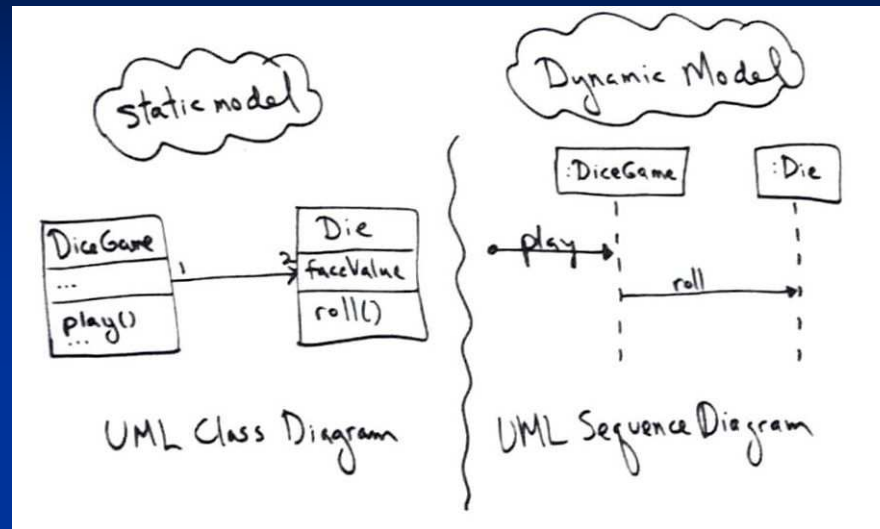 static model
DiceGame
...
play()
...
1
2
Die
faceValue
roll()
UML Class Diagram
Dynamic Model
:DiceGame
:Die
play
roll
UML Sequence Diagram